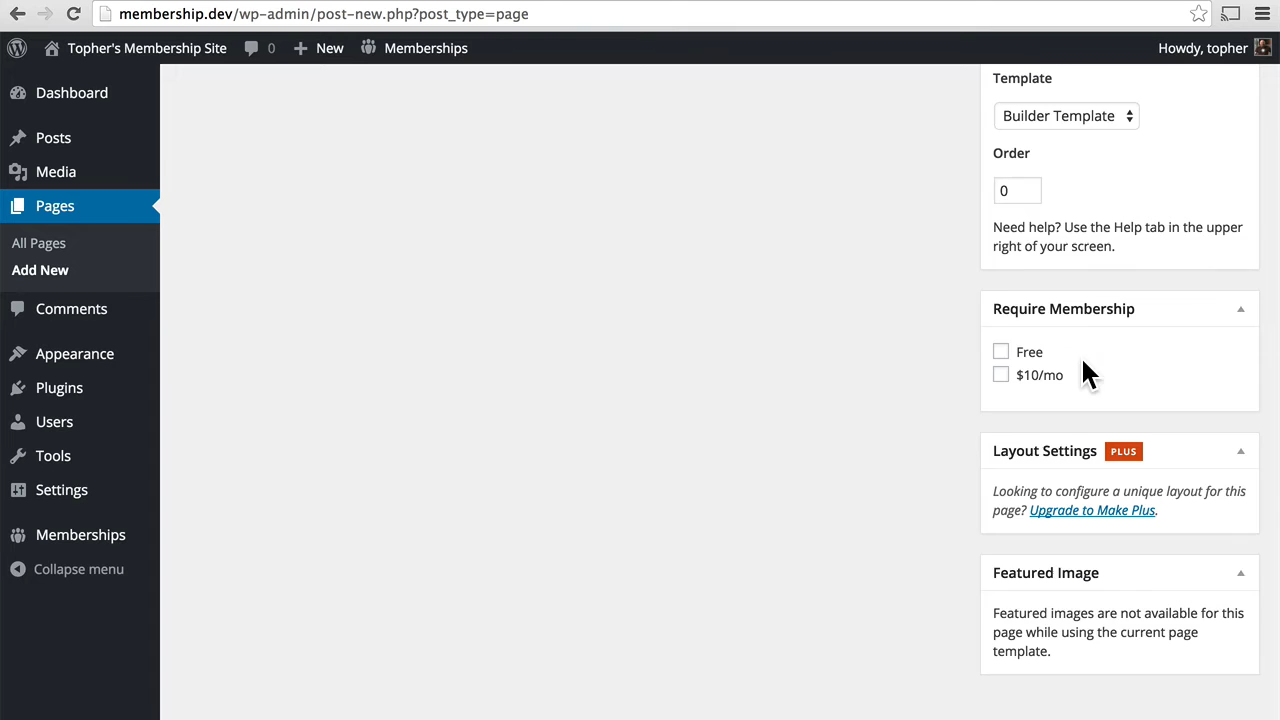 membership.dev/wp-admin/post-new.php?post_type=page
Topher's Membership Site 0 New Memberships Howdy, topher
Dashboard
Posts
Media
Pages
All Pages
Add New
Comments
Appearance
Plugins
Users
Tools
Settings
Memberships
Collapse menu
Template
Builder Template
Order
0
Need help? Use the Help tab in the upper
right of your screen.
Require Membership
Free
$10/mo
Layout Settings PLUS
Looking to configure a unique layout for this
page? Upgrade to Make Plus.
Featured Image
Featured images are not available for this
page while using the current page
template.